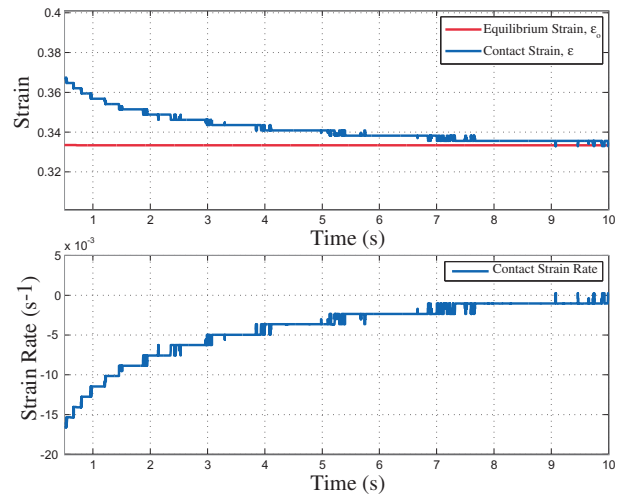 0.4
0.38
0.36
0.34
0.32
Strain
Equilibrium Strain, ε₀
Contact Strain, ε
1 2 3 4 5 6 7 8 9 10
Time (s)
x 10⁻³
5
0
-5
-10
-15
-20
Strain Rate (s⁻¹)
Contact Strain Rate
1 2 3 4 5 6 7 8 9 10
Time (s)